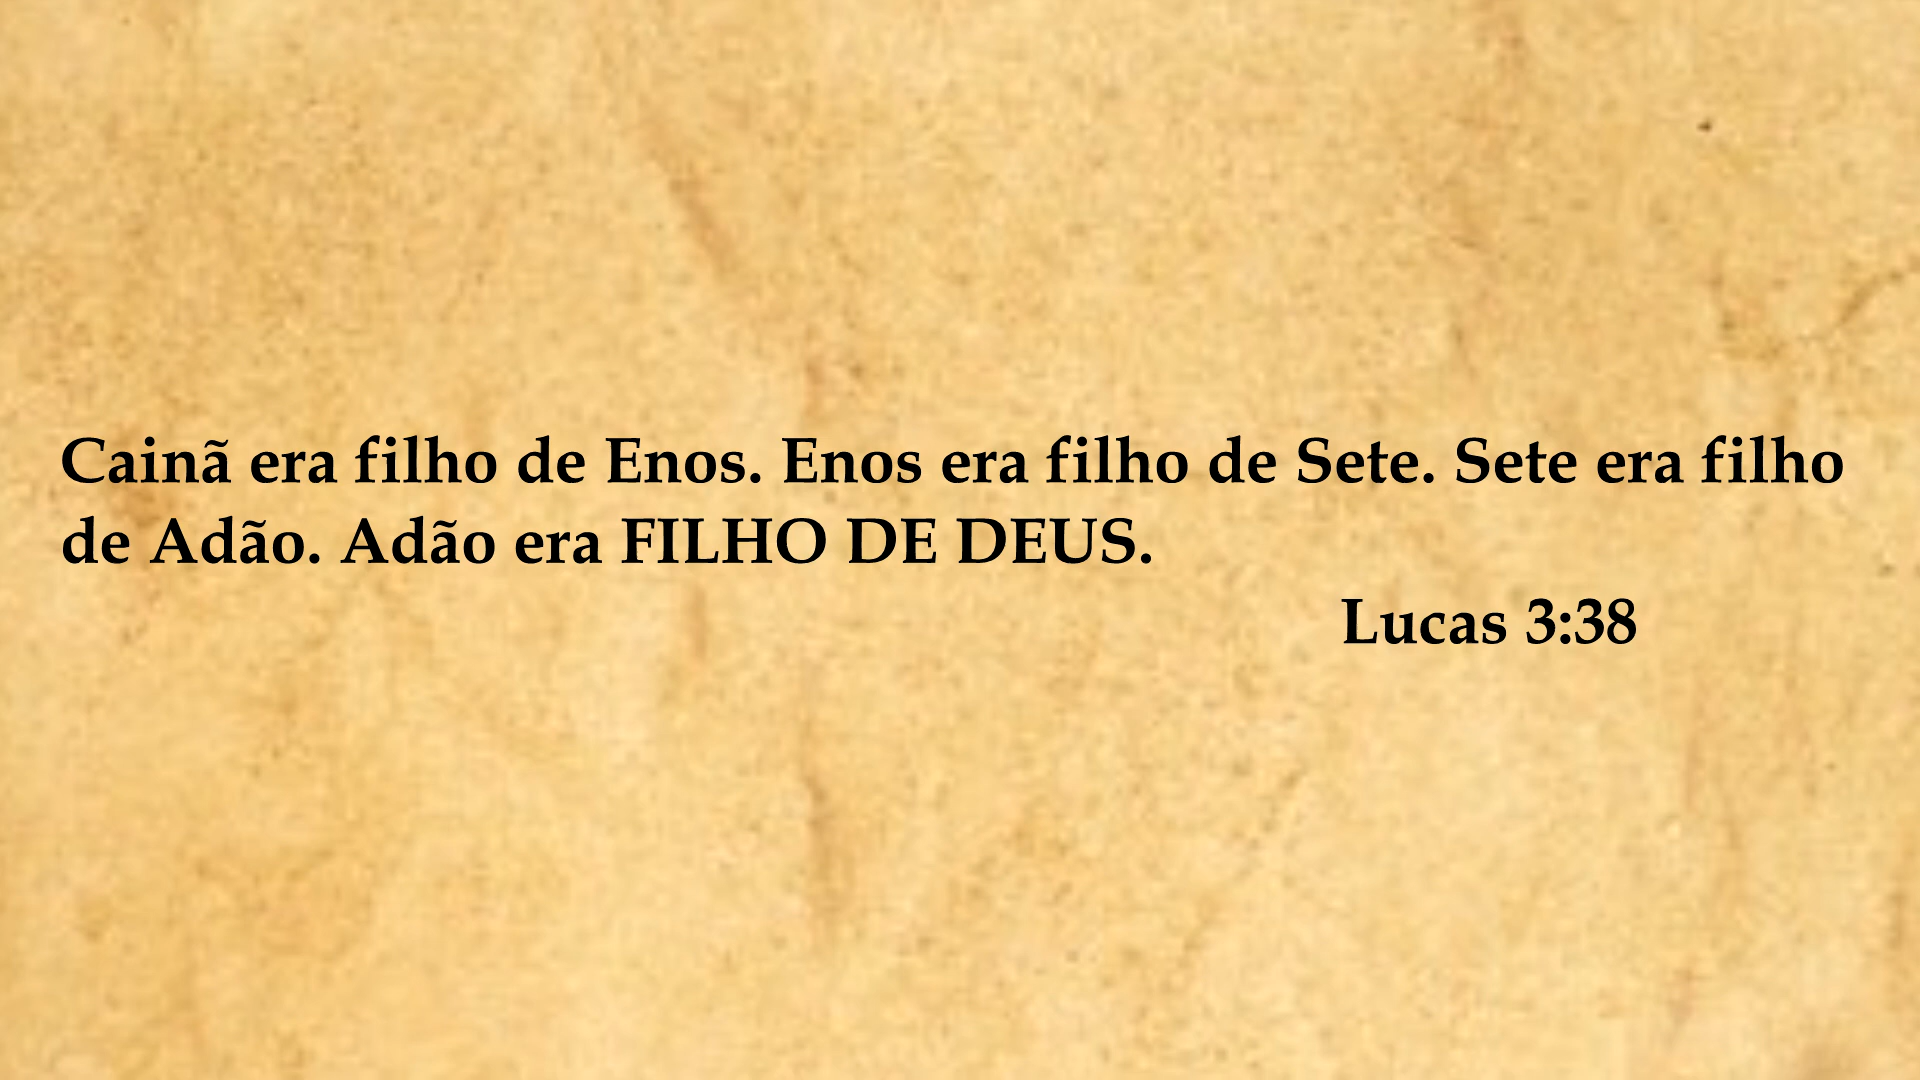 Cainã era filho de Enos. Enos era filho de Sete. Sete era filho
de Adão. Adão era FILHO DE DEUS.
Lucas 3:38